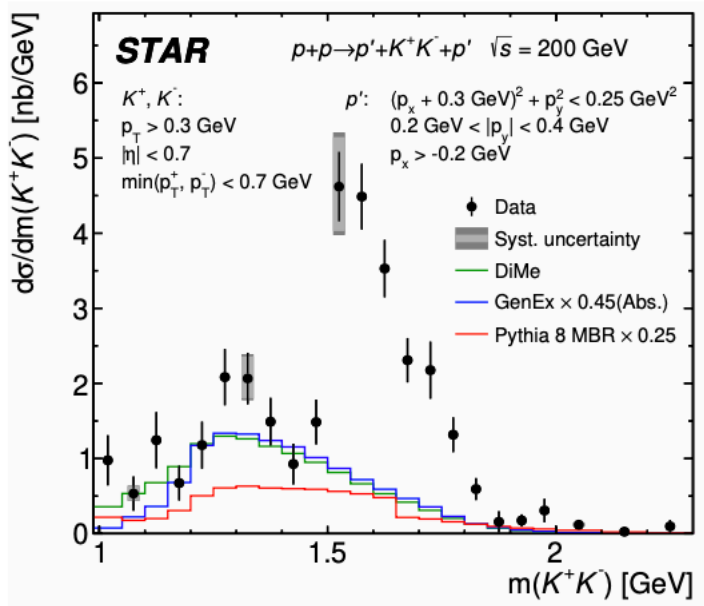 STAR
p+p→p′+K⁺K⁻+p′ √s = 200 GeV
K⁺, K⁻:
p_T > 0.3 GeV
|η| < 0.7
min(p_T⁺, p_T⁻) < 0.7 GeV
p′: (p_x + 0.3 GeV)² + p_y² < 0.25 GeV²
0.2 GeV < |p_y| < 0.4 GeV
p_x > -0.2 GeV
Data
Syst. uncertainty
DiMe
GenEx × 0.45(Abs.)
Pythia 8 MBR × 0.25
dσ/dm(K⁺K⁻) [nb/GeV]
6
5
4
3
2
1
0
1
1.5
2
m(K⁺K⁻) [GeV]